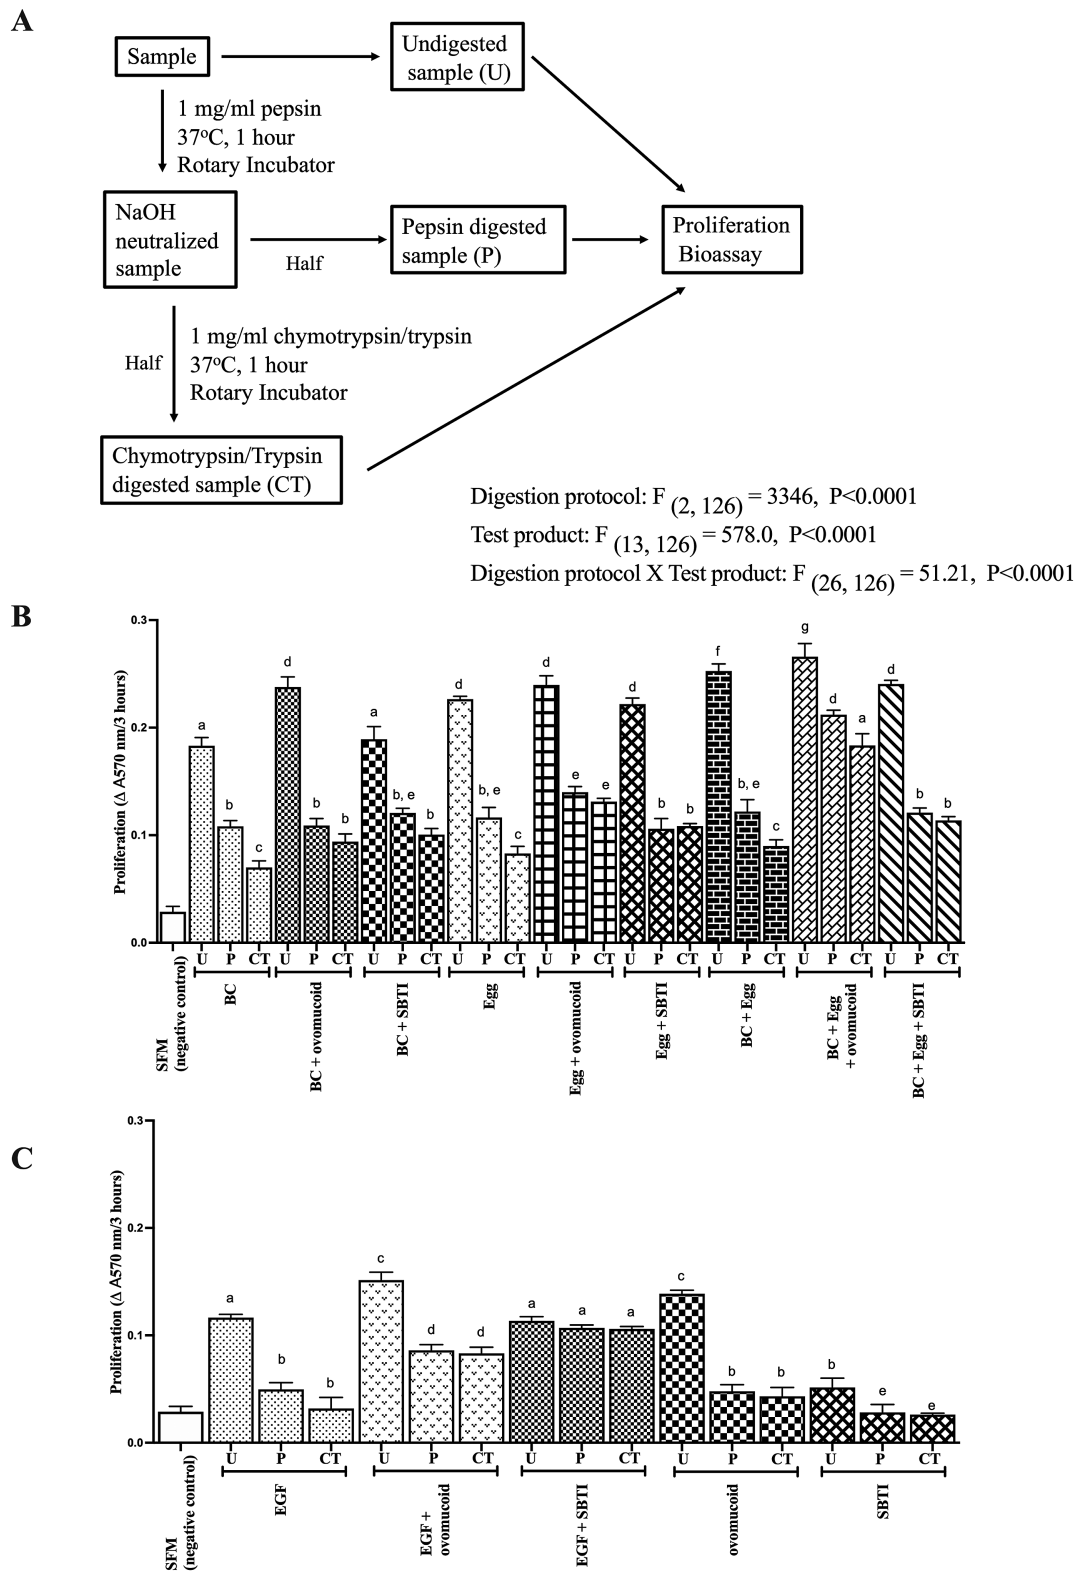 A
Sample
Undigested
sample (U)
1 mg/ml pepsin
37ºC, 1 hour
Rotary Incubator
NaOH
neutralized
sample
Half
Pepsin digested
sample (P)
Proliferation
Bioassay
Half
1 mg/ml chymotrypsin/trypsin
37ºC, 1 hour
Rotary Incubator
Chymotrypsin/Trypsin
digested sample (CT)
Digestion protocol: F (2, 126) = 3346, P<0.0001
Test product: F (13, 126) = 578.0, P<0.0001
Digestion protocol X Test product: F (26, 126) = 51.21, P<0.0001
B
Proliferation (Δ A570 nm/3 hours)
0.3
0.2
0.1
0.0
a b c d b b a b, e b d b, e c d e e d b b f b, e c g d a d b b
U P CT U P CT U P CT U P CT U P CT U P CT U P CT U P CT U P CT
SFM
(negative control)
BC
BC + ovomucoid
BC + SBTI
Egg
Egg + ovomucoid
Egg + SBTI
BC + Egg
BC + Egg
+ ovomucoid
BC + Egg + SBTI
C
Proliferation (Δ A570 nm/3 hours)
0.3
0.2
0.1
0.0
a b b c d d a a a c b b b e e
U P CT U P CT U P CT U P CT U P CT
SFM
(negative control)
EGF
EGF +
ovomucoid
EGF + SBTI
ovomucoid
SBTI